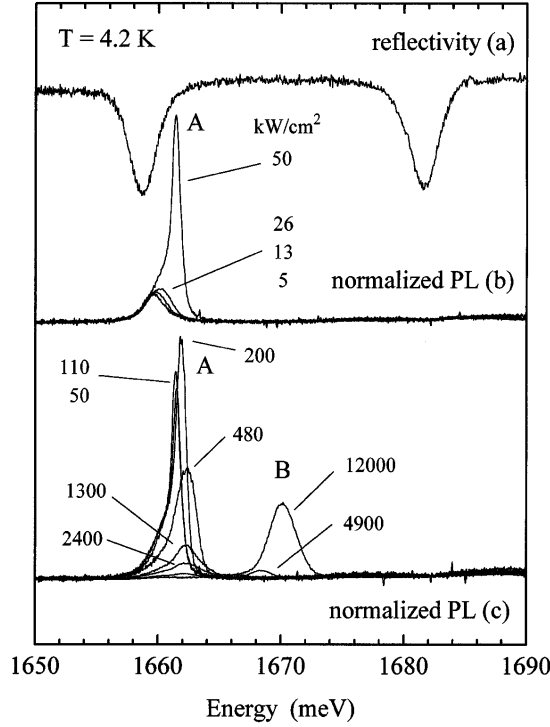 T = 4.2 K
reflectivity (a)
A
kW/cm²
50
26
13
5
normalized PL (b)
110
50
A
200
480
B
1300
12000
2400
4900
normalized PL (c)
1650 1660 1670 1680 1690
Energy (meV)